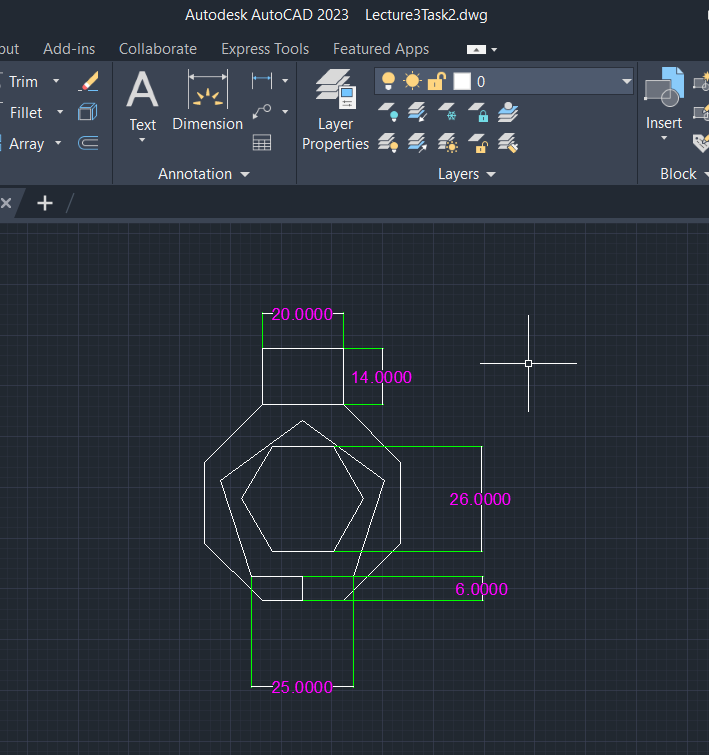 Autodesk AutoCAD 2023 Lecture3Task2.dwg
Add-ins Collaborate Express Tools Featured Apps
Trim
Fillet
Array
Text
Dimension
Layer
Properties
0
Insert
Annotation
Layers
Block
20.0000
14.0000
26.0000
6.0000
25.0000